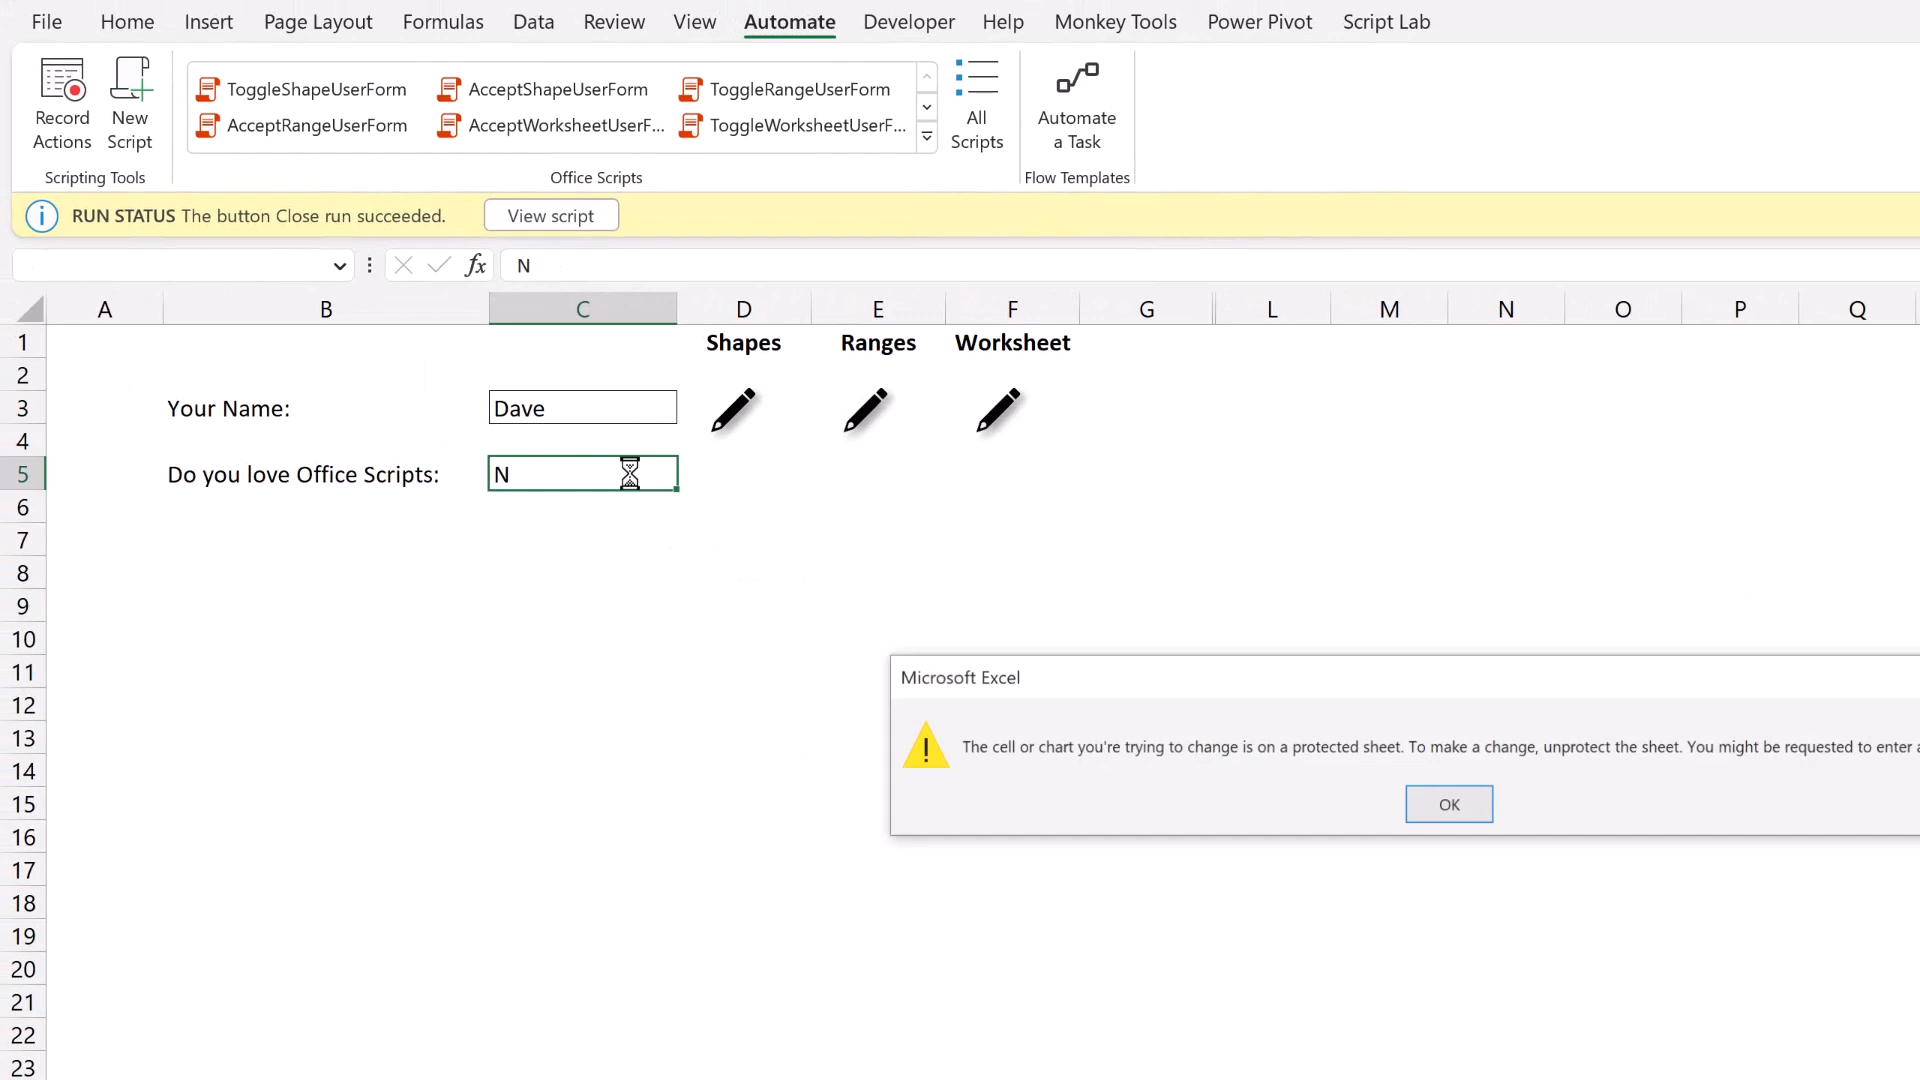 File Home Insert Page Layout Formulas Data Review View Automate Developer Help Monkey Tools Power Pivot Script Lab
Record Actions
New Script
Scripting Tools
ToggleShapeUserForm AcceptShapeUserForm ToggleRangeUserForm
AcceptRangeUserForm AcceptWorksheetUserF... ToggleWorksheetUserF...
Office Scripts
All Scripts
Automate a Task
Flow Templates
RUN STATUS The button Close run succeeded. View script
fx N
A B C D E F G L M N O P Q
1 Shapes Ranges Worksheet
2
3 Your Name: Dave
4
5 Do you love Office Scripts: N
6
7
8
9
10
11
12
13
14
15
16
17
18
19
20
21
22
23
Microsoft Excel
The cell or chart you're trying to change is on a protected sheet. To make a change, unprotect the sheet. You might be requested to enter a
OK